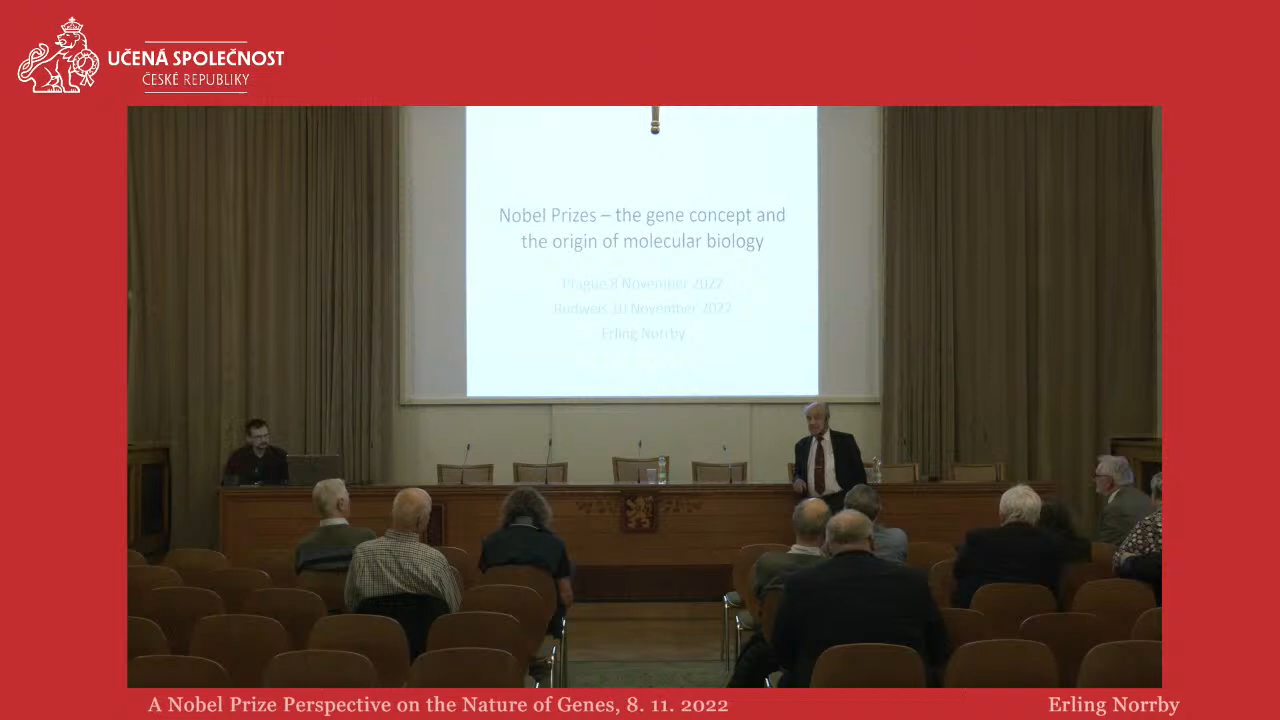 UČENÁ SPOLEČNOST
ČESKÉ REPUBLIKY
Nobel Prizes – the gene concept and
the origin of molecular biology
Prague 8 November 2022
Budweis 10 November 2022
Erling Norrby
A Nobel Prize Perspective on the Nature of Genes, 8. 11. 2022
Erling Norrby